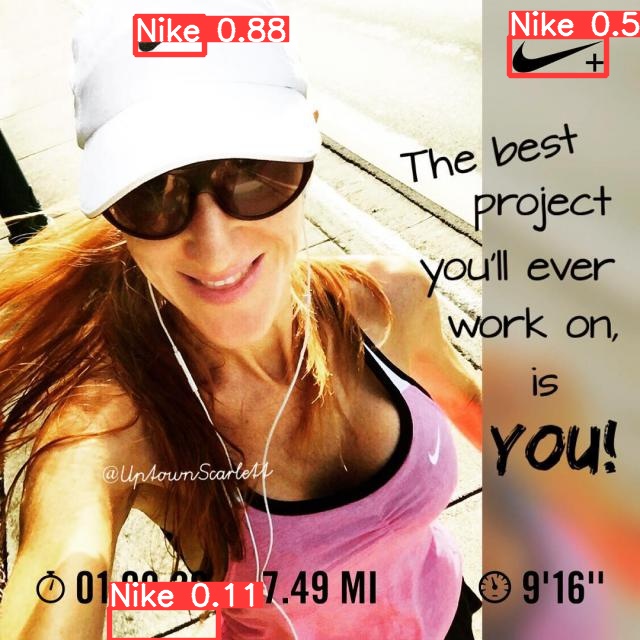 Nike 0.88
Nike 0.5
+
The best
project
you'll ever
work on,
is
YOU!
@UptownScarlett
7.49 MI
9'16"
Nike 0.11